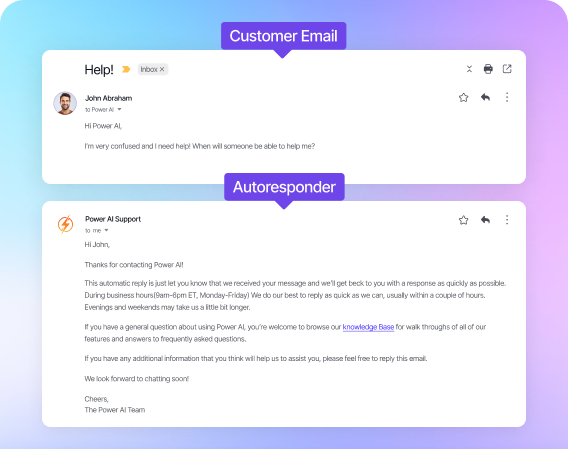 Customer Email
Help!
Inbox ×
John Abraham
to Power AI
Hi Power AI,
I'm very confused and I need help! When will someone be able to help me?
Autoresponder
Power AI Support
to me
Hi John,
Thanks for contacting Power AI!
This automatic reply is just let you know that we received your message and we'll get beck to you with a response as quickly as possible.
During business hours(9am-6pm ET, Monday-Friday) We do our best to reply as quick as we can, usually within a couple of hours.
Evenings and weekends may take us a little bit longer.
If you have a general question about using Power AI, you're welcome to browse our knowledge Base for walk throughs of all of our
features and answers to frequently asked questions.
If you have any additional information that you think will help us to assist you, please feel free to reply this email.
We look forward to chatting soon!
Cheers,
The Power AI Team